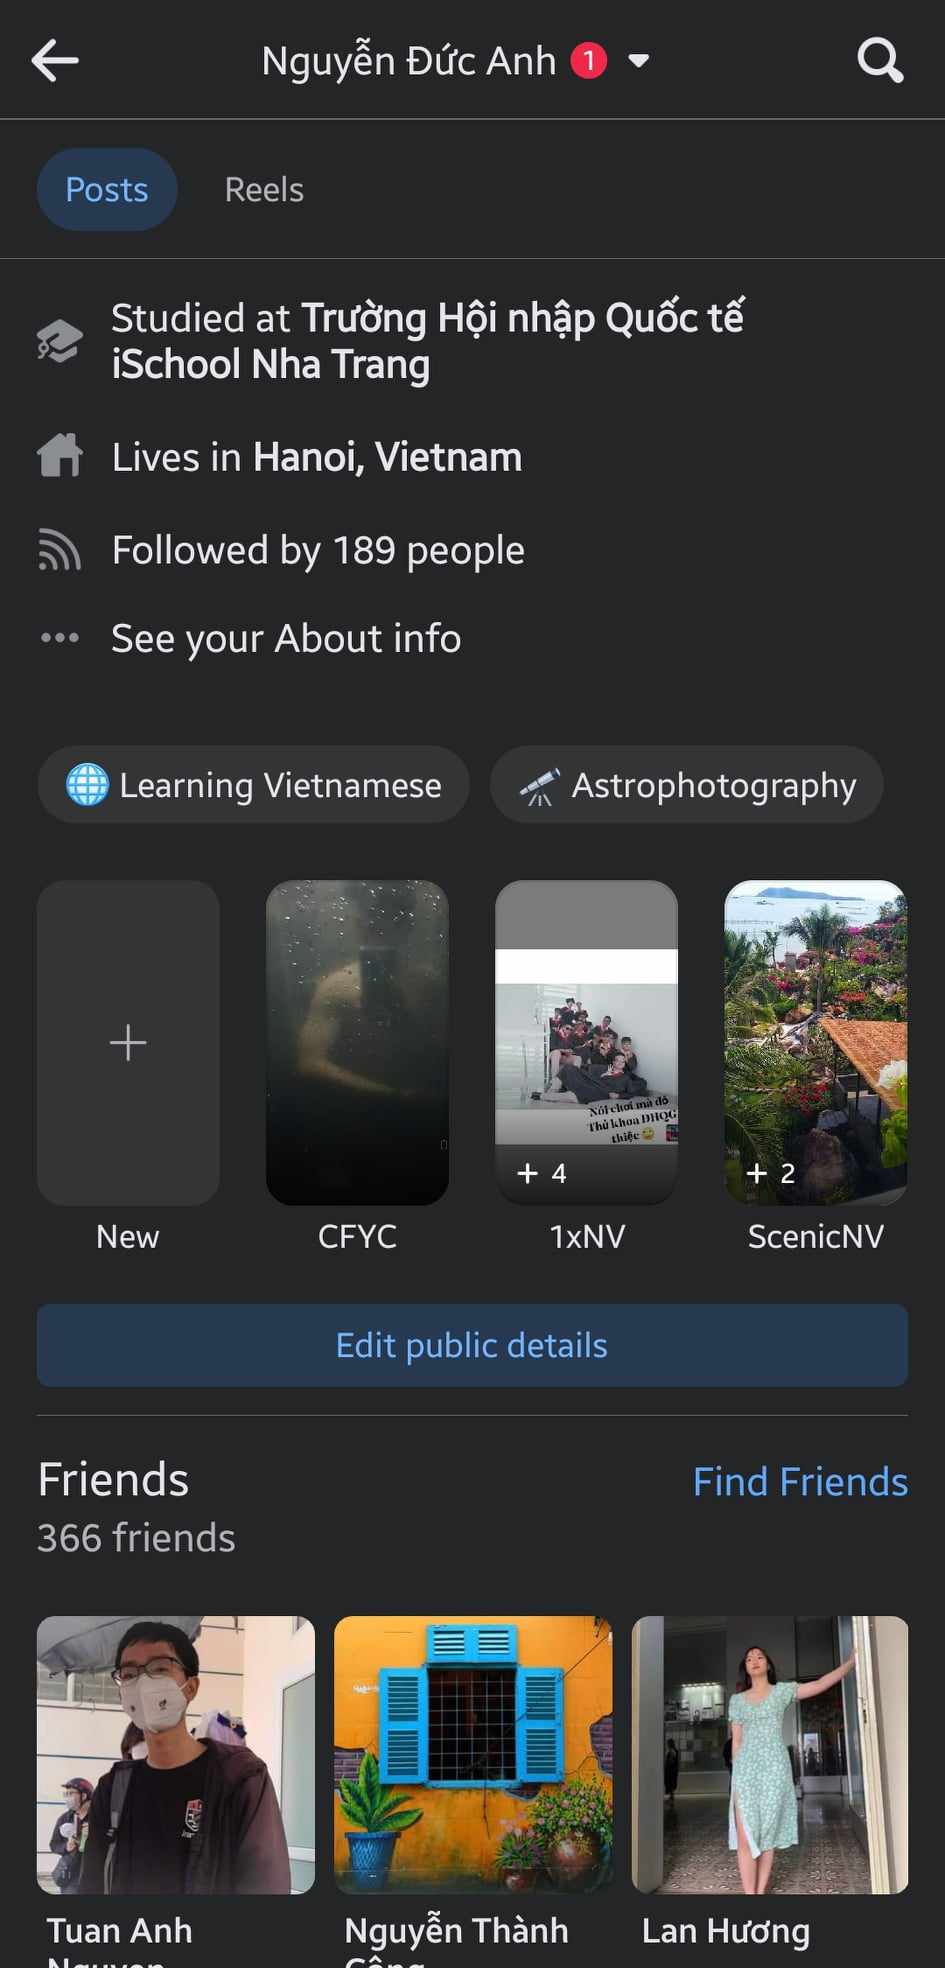 Nguyễn Đức Anh 1
Posts Reels
Studied at Trường Hội nhập Quốc tế
iSchool Nha Trang
Lives in Hanoi, Vietnam
Followed by 189 people
See your About info
Learning Vietnamese Astrophotography
Nói chơi mà đỗ
Thủ khoa ĐHQG
thiệc
+ 4 + 2
New CFYC 1xNV ScenicNV
Edit public details
Friends Find Friends
366 friends
Tuan Anh Nguyễn Thành Lan Hương
Nguyen Công